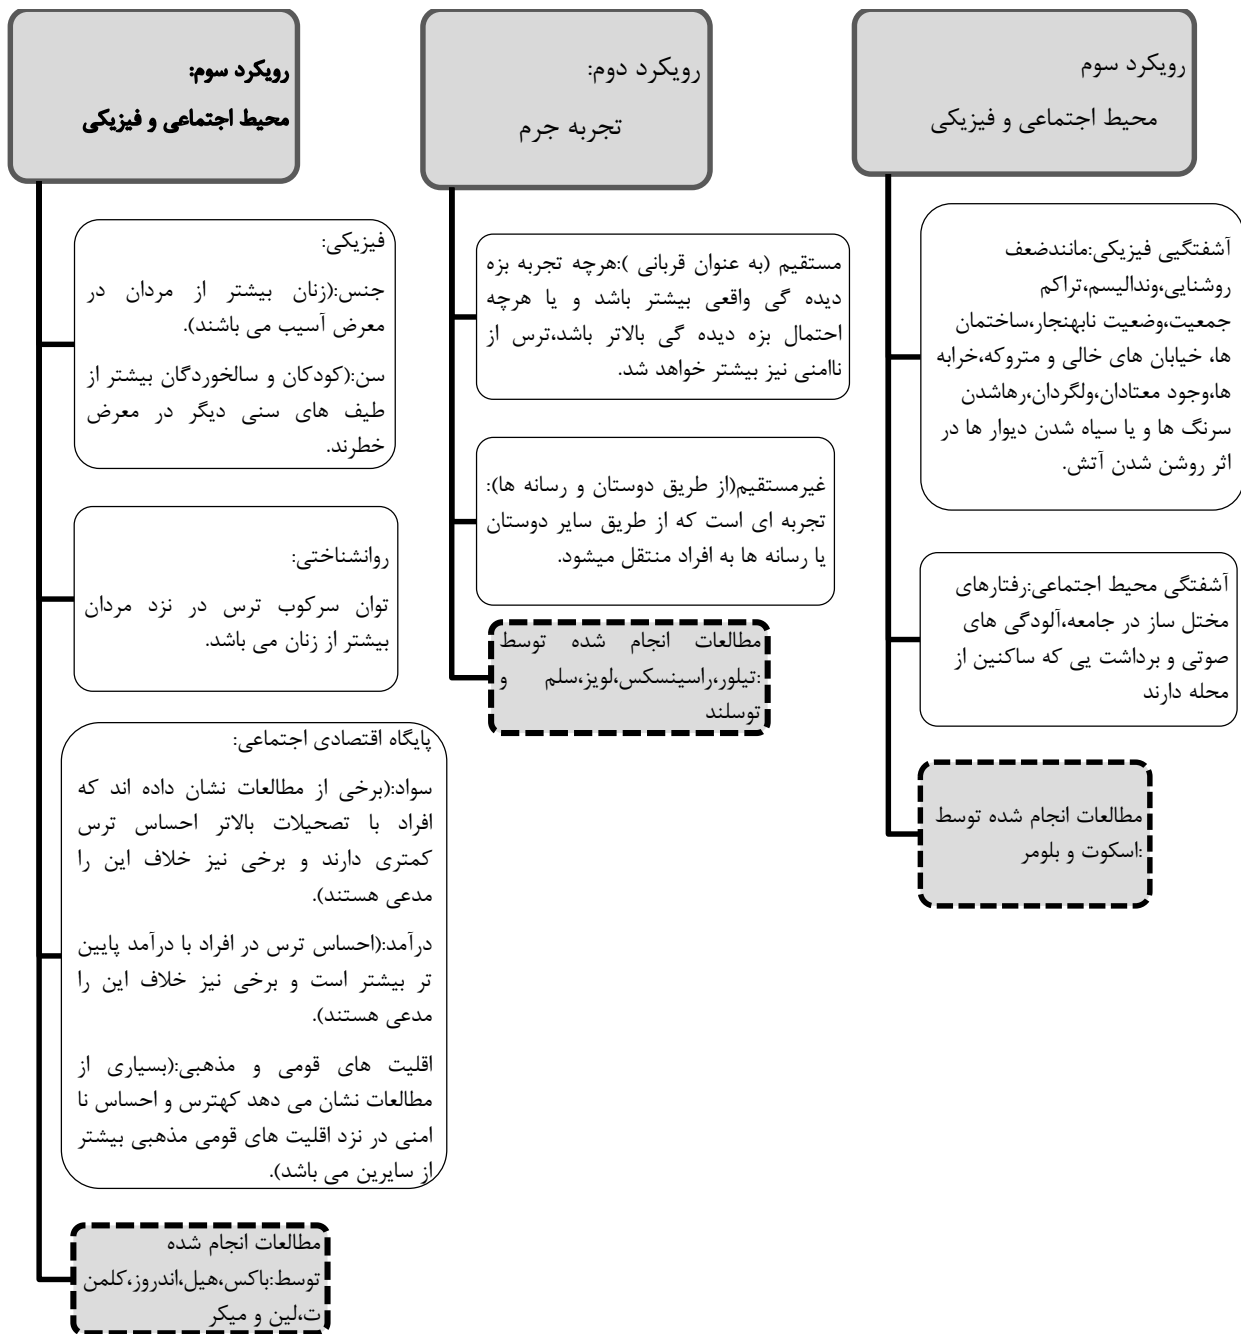 رویکرد سوم
محیط اجتماعی و فیزیکی
آشفتگیی فیزیکی:مانندضعف
روشنایی،وندالیسم،تراکم
جمعیت،وضعیت نابهنجار،ساختمان
ها، خیابان های خالی و متروکه،خرابه
ها،وجود معتادان،ولگردان،رهاشدن
سرنگ ها و یا سیاه شدن دیوار ها در
اثر روشن شدن آتش.
آشفتگی محیط اجتماعی:رفتارهای
مختل ساز در جامعه،آلودگی های
صوتی و برداشت یی که ساکنین از
محله دارند
مطالعات انجام شده توسط
:اسکوت و بلومر
رویکرد دوم:
تجربه جرم
مستقیم (به عنوان قربانی ):هرچه تجربه بزه
دیده گی واقعی بیشتر باشد و یا هرچه
احتمال بزه دیده گی بالاتر باشد،ترس از
ناامنی نیز بیشتر خواهد شد.
غیرمستقیم(از طریق دوستان و رسانه ها):
تجربه ای است که از طریق سایر دوستان
یا رسانه ها به افراد منتقل میشود.
مطالعات انجام شده توسط
:تیلور،راسینسکس،لویز،سلم و
توسلند
رویکرد سوم:
محیط اجتماعی و فیزیکی
فیزیکی:
جنس:(زنان بیشتر از مردان در
معرض آسیب می باشند).
سن:(کودکان و سالخوردگان بیشتر از
طیف های سنی دیگر در معرض
خطرند.
روانشناختی:
توان سرکوب ترس در نزد مردان
بیشتر از زنان می باشد.
پایگاه اقتصادی اجتماعی:
سواد:(برخی از مطالعات نشان داده اند که
افراد با تصحیلات بالاتر احساس ترس
کمتری دارند و برخی نیز خلاف این را
مدعی هستند).
درآمد:(احساس ترس در افراد با درآمد پایین
تر بیشتر است و برخی نیز خلاف این را
مدعی هستند).
اقلیت های قومی و مذهبی:(بسیاری از
مطالعات نشان می دهد کهترس و احساس نا
امنی در نزد اقلیت های قومی مذهبی بیشتر
از سایرین می باشد).
مطالعات انجام شده
توسط:باکس،هیل،اندروز،کلمن
ت،لین و میکر